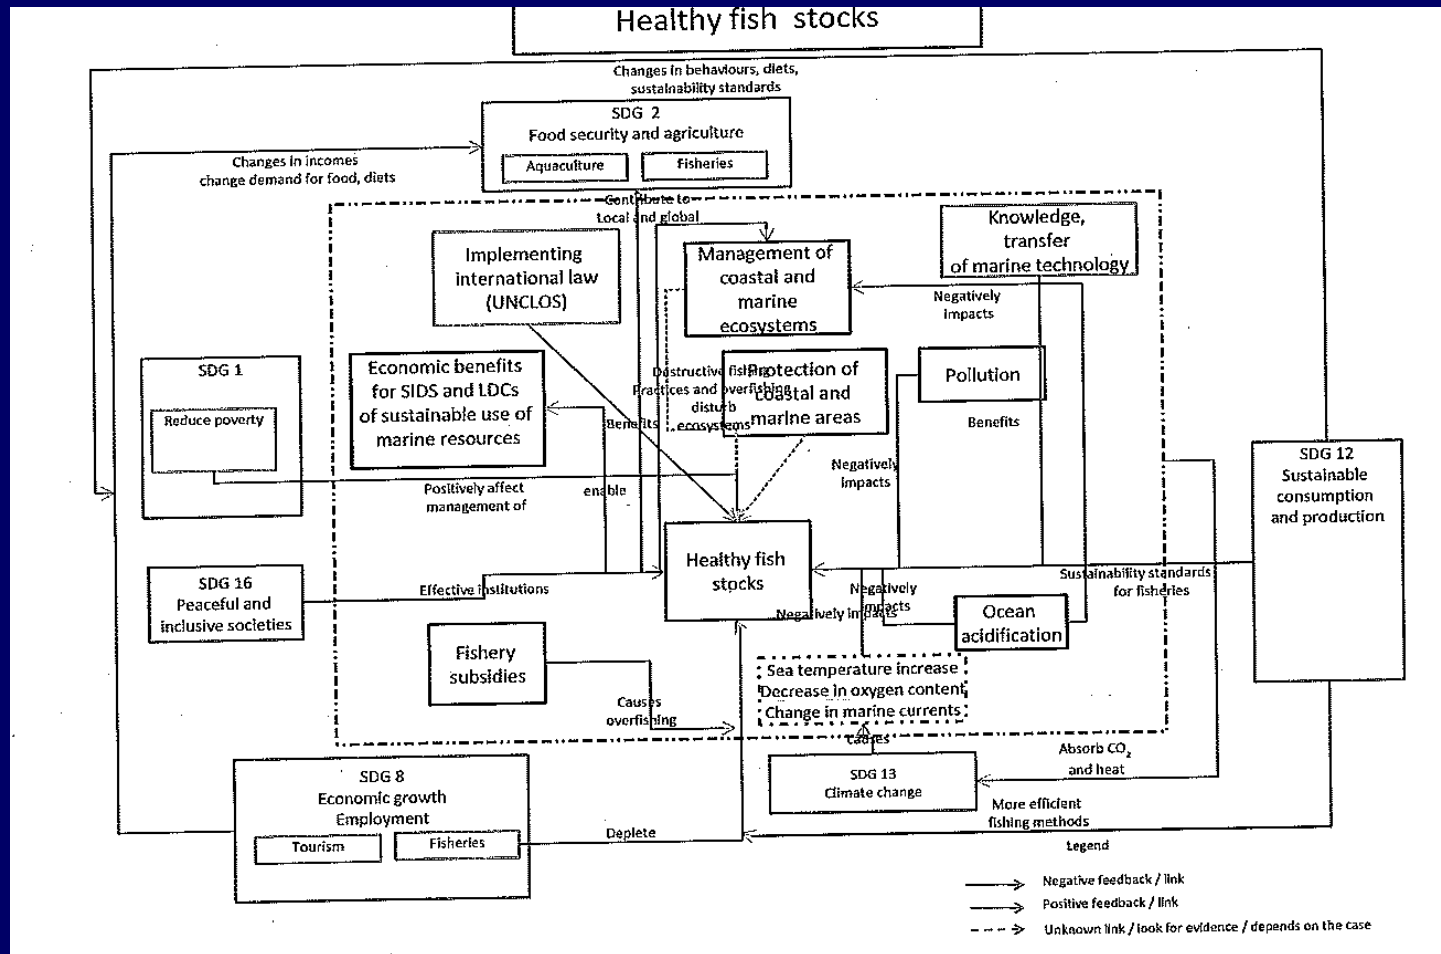 Healthy fish stocks
Changes in behaviours, diets,
sustainability standards
SDG 2
Food security and agriculture
Aquaculture
Fisheries
Changes in incomes
change demand for food, diets
Contribute to
Local and global
Implementing
international law
(UNCLOS)
Management of
coastal and
marine
ecosystems
Knowledge,
transfer
of marine technology
Negatively
impacts
SDG 1
Reduce poverty
Economic benefits
for SIDS and LDCs
of sustainable use of
marine resources
Destructive fishing
Practices and overfishing
disturb
ecosystems
Protection of
coastal and
marine areas
Pollution
Benefits
Benefits
Negatively
impacts
SDG 12
Sustainable
consumption
and production
Positively affect
management of
enable
Healthy fish
stocks
SDG 16
Peaceful and
inclusive societies
Effective institutions
Negatively
impacts
Negatively impacts
Sustainability standards
for fisheries
Ocean
acidification
Fishery
subsidies
Causes
overfishing
Sea temperature increase
Decrease in oxygen content
Change in marine currents
Causes
SDG 13
Climate change
Absorb CO₂
and heat
SDG 8
Economic growth
Employment
Tourism
Fisheries
Deplete
More efficient
fishing methods
Legend
Negative feedback / link
Positive feedback / link
Unknown link / look for evidence / depends on the case